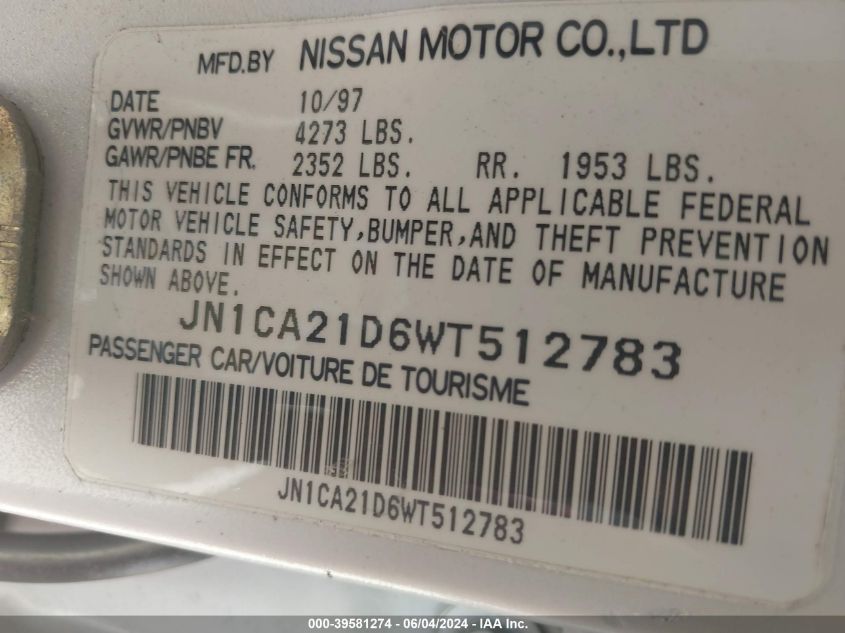 MFD.BY NISSAN MOTOR CO.,LTD
DATE 10/97
GVWR/PNBV 4273 LBS.
GAWR/PNBE FR. 2352 LBS. RR. 1953 LBS.
THIS VEHICLE CONFORMS TO ALL APPLICABLE FEDERAL
MOTOR VEHICLE SAFETY,BUMPER,AND THEFT PREVENTION
STANDARDS IN EFFECT ON THE DATE OF MANUFACTURE
SHOWN ABOVE.
JN1CA21D6WT512783
PASSENGER CAR/VOITURE DE TOURISME
JN1CA21D6WT512783
000-39581274 - 06/04/2024 - IAA Inc.